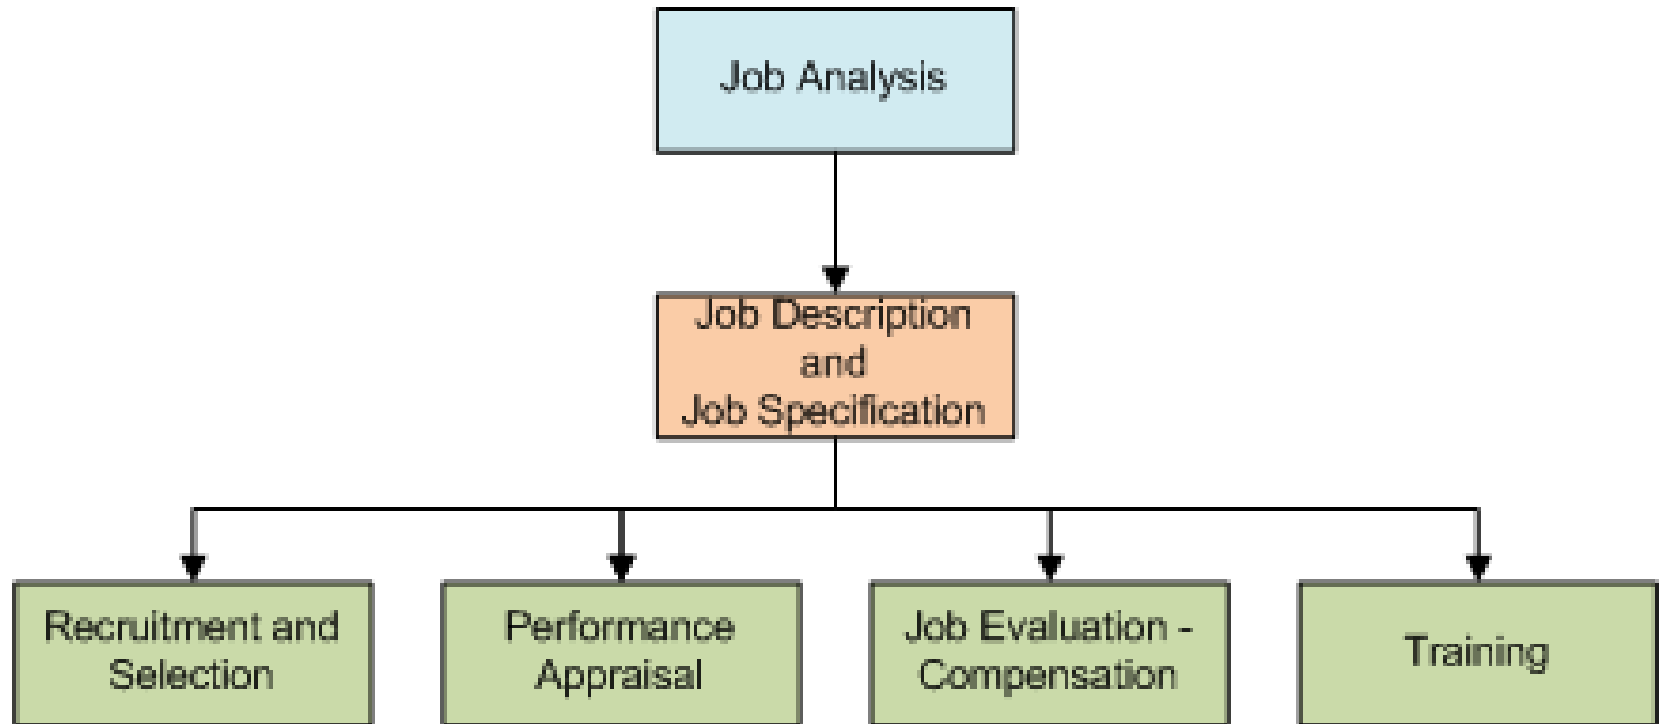 Job Analysis
Job Description
and
Job Specification
Recruitment and
Selection
Performance
Appraisal
Job Evaluation -
Compensation
Training